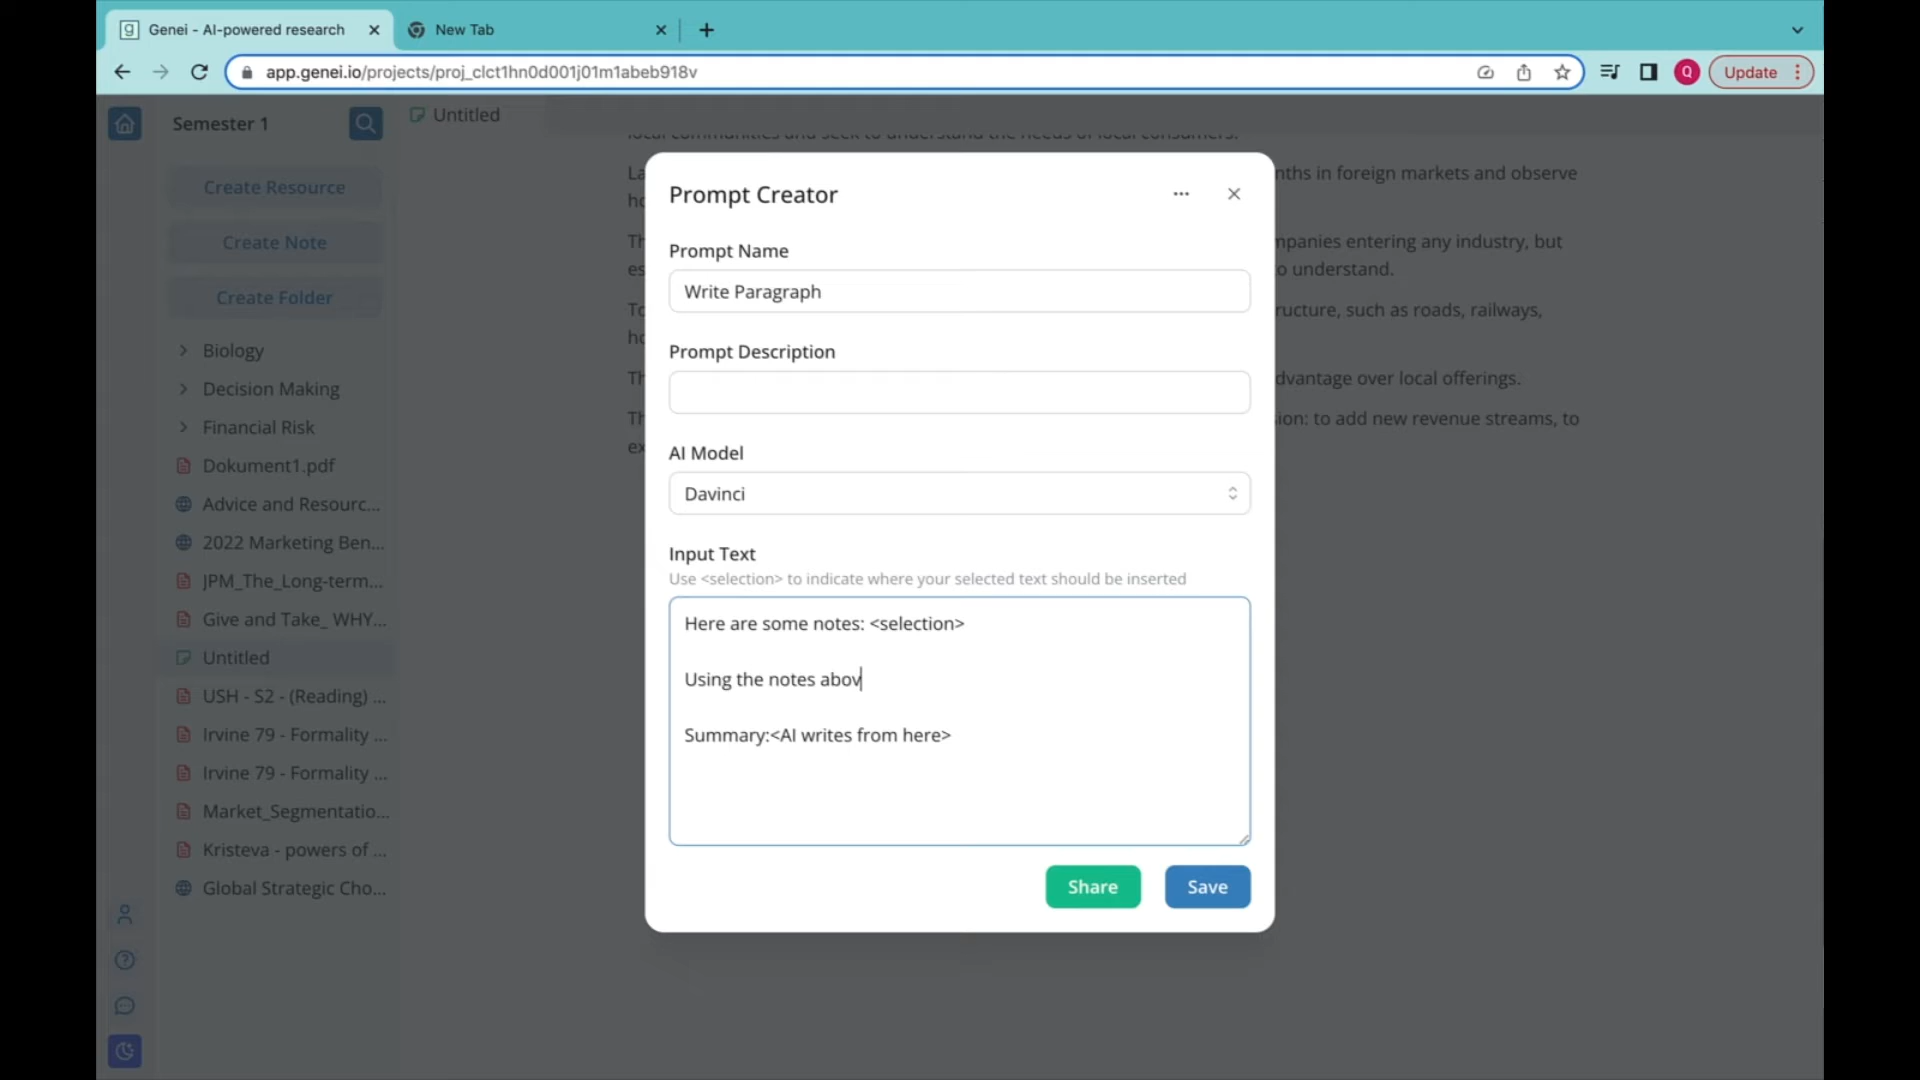 Genei - AI-powered research
New Tab
app.genei.io/projects/proj_clct1hn0d001j01m1abeb918v
Q
Update
Semester 1
Untitled
Create Resource
Create Note
Create Folder
Biology
Decision Making
Financial Risk
Dokument1.pdf
Advice and Resourc...
2022 Marketing Ben...
JPM_The_Long-term...
Give and Take_ WHY...
Untitled
USH - S2 - (Reading) ...
Irvine 79 - Formality ...
Irvine 79 - Formality ...
Market_Segmentatio...
Kristeva - powers of ...
Global Strategic Cho...
local communities and seek to understand the needs of local consumers.
nths in foreign markets and observe
mpanies entering any industry, but
o understand.
ructure, such as roads, railways,
dvantage over local offerings.
ion: to add new revenue streams, to
Prompt Creator
Prompt Name
Write Paragraph
Prompt Description
AI Model
Davinci
Input Text
Use <selection> to indicate where your selected text should be inserted
Here are some notes: <selection>
Using the notes abov
Summary:<AI writes from here>
Share
Save